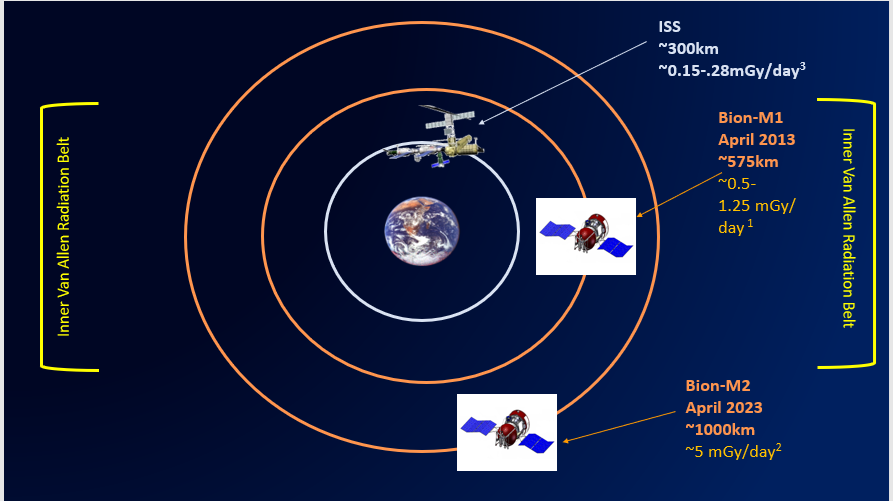 ISS
~300km
~0.15-.28mGy/day³
Bion-M1
April 2013
~575km
~0.5-
1.25 mGy/
day ¹
Inner Van Allen Radiation Belt
Inner Van Allen Radiation Belt
Bion-M2
April 2023
~1000km
~5 mGy/day²